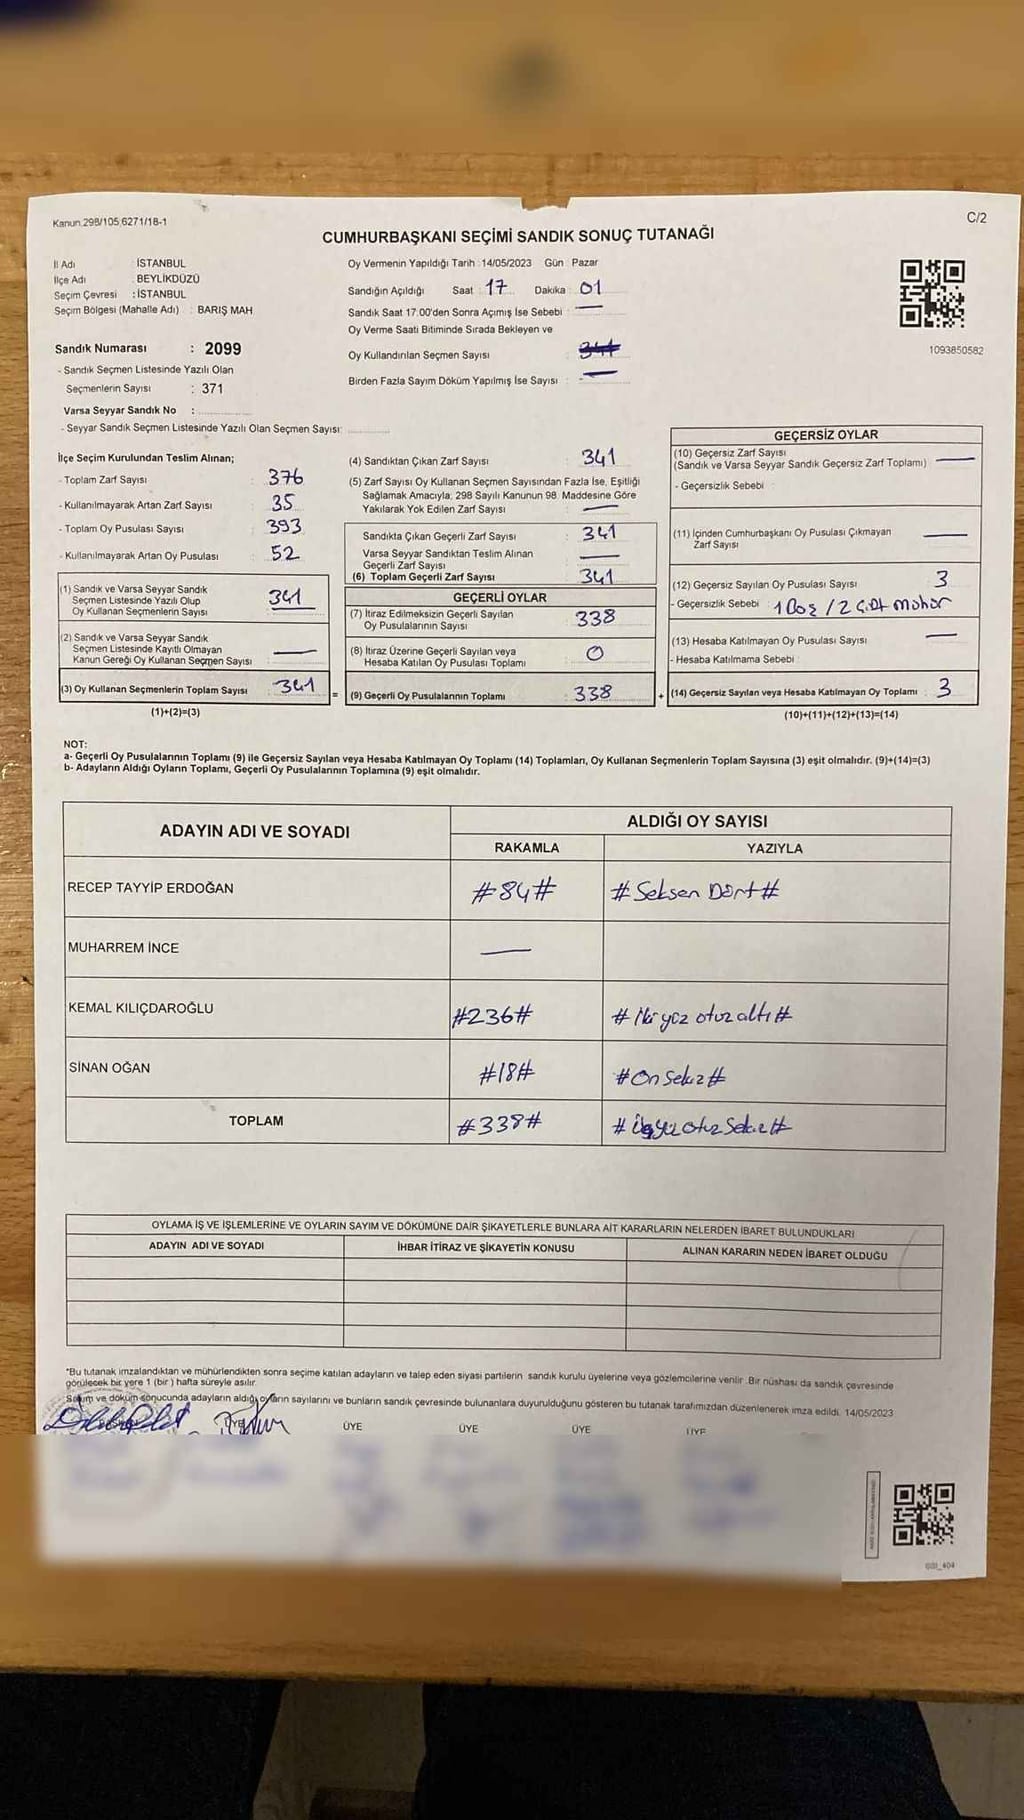 Kanun.298/105,6271/18-1
C/2
CUMHURBAŞKANI SEÇİMİ SANDIK SONUÇ TUTANAĞI
İl Adı : İSTANBUL
İlçe Adı : BEYLİKDÜZÜ
Seçim Çevresi : İSTANBUL
Seçim Bölgesi (Mahalle Adı) : BARIŞ MAH
Sandık Numarası : 2099
- Sandık Seçmen Listesinde Yazılı Olan
Seçmenlerin Sayısı : 371
Varsa Seyyar Sandık No :
- Seyyar Sandık Seçmen Listesinde Yazılı Olan Seçmen Sayısı:
Oy Vermenin Yapıldığı Tarih :14/05/2023 Gün : Pazar
Sandığın Açıldığı Saat : 17 Dakika : 01
Sandık Saat 17:00'den Sonra Açımış İse Sebebi : —
Oy Verme Saati Bitiminde Sırada Bekleyen ve
Oy Kullandırılan Seçmen Sayısı : 341
Birden Fazla Sayım Döküm Yapılmış İse Sayısı : —
1093850582
İlçe Seçim Kurulundan Teslim Alınan;
- Toplam Zarf Sayısı : 376
- Kullanılmayarak Artan Zarf Sayısı : 35
- Toplam Oy Pusulası Sayısı : 393
- Kullanılmayarak Artan Oy Pusulası : 52
(1) Sandık ve Varsa Seyyar Sandık
Seçmen Listesinde Yazılı Olup
Oy Kullanan Seçmenlerin Sayısı : 341
(2) Sandık ve Varsa Seyyar Sandık
Seçmen Listesinde Kayıtlı Olmayan
Kanun Gereği Oy Kullanan Seçmen Sayısı : —
(3) Oy Kullanan Seçmenlerin Toplam Sayısı : 341
(1)+(2)=(3)
(4) Sandıktan Çıkan Zarf Sayısı : 341
(5) Zarf Sayısı Oy Kullanan Seçmen Sayısından Fazla İse, Eşitliği
Sağlamak Amacıyla; 298 Sayılı Kanunun 98. Maddesine Göre
Yakılarak Yok Edilen Zarf Sayısı : —
Sandıkta Çıkan Geçerli Zarf Sayısı : 341
Varsa Seyyar Sandıktan Teslim Alınan
Geçerli Zarf Sayısı : —
(6) Toplam Geçerli Zarf Sayısı : 341
GEÇERLİ OYLAR
(7) İtiraz Edilmeksizin Geçerli Sayılan
Oy Pusulalarının Sayısı : 338
(8) İtiraz Üzerine Geçerli Sayılan veya
Hesaba Katılan Oy Pusulası Toplamı : 0
= (9) Geçerli Oy Pusulalarının Toplamı : 338
GEÇERSİZ OYLAR
(10) Geçersiz Zarf Sayısı
(Sandık ve Varsa Seyyar Sandık Geçersiz Zarf Toplamı) : —
- Geçersizlik Sebebi :
(11) İçinden Cumhurbaşkanı Oy Pusulası Çıkmayan
Zarf Sayısı : —
(12) Geçersiz Sayılan Oy Pusulası Sayısı : 3
- Geçersizlik Sebebi : 1 Boş / 2 Çift mühür
(13) Hesaba Katılmayan Oy Pusulası Sayısı : —
- Hesaba Katılmama Sebebi :
+ (14) Geçersiz Sayılan veya Hesaba Katılmayan Oy Toplamı : 3
(10)+(11)+(12)+(13)=(14)
NOT:
a- Geçerli Oy Pusulalarının Toplamı (9) ile Geçersiz Sayılan veya Hesaba Katılmayan Oy Toplamı (14) Toplamları, Oy Kullanan Seçmenlerin Toplam Sayısına (3) eşit olmalıdır. (9)+(14)=(3)
b- Adayların Aldığı Oyların Toplamı, Geçerli Oy Pusulalarının Toplamına (9) eşit olmalıdır.
ADAYIN ADI VE SOYADI
ALDIĞI OY SAYISI
RAKAMLA YAZIYLA
RECEP TAYYİP ERDOĞAN #84# #Seksen Dört#
MUHARREM İNCE —
KEMAL KILIÇDAROĞLU #236# #İki yüz otuz altı#
SİNAN OĞAN #18# #On Sekiz#
TOPLAM #338# #Üç yüz otuz Sekiz#
OYLAMA İŞ VE İŞLEMLERİNE VE OYLARIN SAYIM VE DÖKÜMÜNE DAİR ŞİKAYETLERLE BUNLARA AİT KARARLARIN NELERDEN İBARET BULUNDUKLARI
ADAYIN ADI VE SOYADI İHBAR İTİRAZ VE ŞİKAYETİN KONUSU ALINAN KARARIN NEDEN İBARET OLDUĞU
*Bu tutanak imzalandıktan ve mühürlendikten sonra seçime katılan adayların ve talep eden siyasi partilerin sandık kurulu üyelerine veya gözlemcilerine verilir. Bir nüshası da sandık çevresinde
görülecek bir yere 1 (bir ) hafta süreyle asılır.
Sayım ve döküm sonucunda adayların aldığı oyların sayılarını ve bunların sandık çevresinde bulunanlara duyurulduğunu gösteren bu tutanak tarafımızdan düzenlenerek imza edildi. 14/05/2023
ÜYE ÜYE ÜYE ÜYE ÜYE